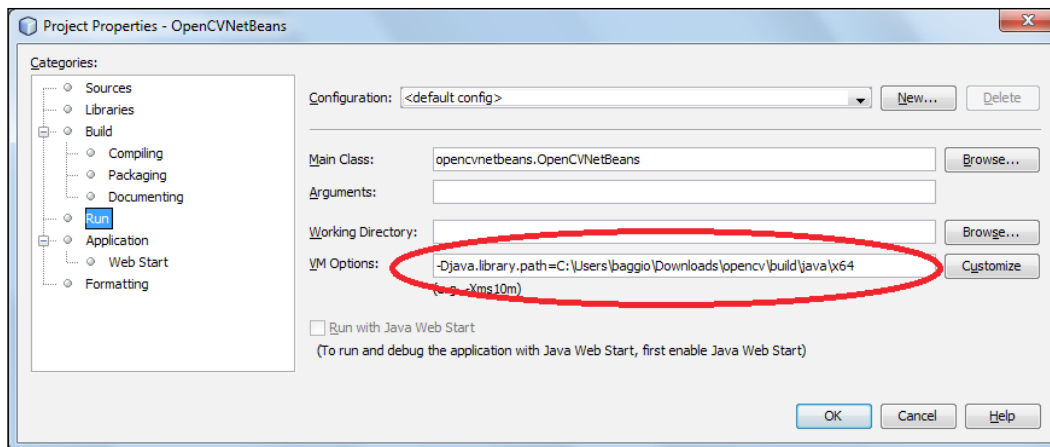 Project Properties - OpenCVNetBeans
Categories:
Sources
Libraries
Build
Compiling
Packaging
Documenting
Run
Application
Web Start
Formatting
Configuration: <default config> New... Delete
Main Class: opencvnetbeans.OpenCVNetBeans Browse...
Arguments:
Working Directory: Browse...
VM Options: -Djava.library.path=C:\Users\baggio\Downloads\opencv\build\java\x64 Customize
(e.g. -Xms10m)
Run with Java Web Start
(To run and debug the application with Java Web Start, first enable Java Web Start)
OK Cancel Help